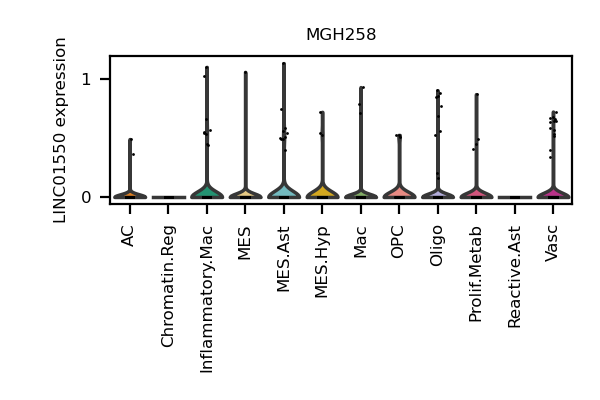 MGH258
LINC01550 expression
1
0
AC
Chromatin.Reg
Inflammatory.Mac
MES
MES.Ast
MES.Hyp
Mac
OPC
Oligo
Prolif.Metab
Reactive.Ast
Vasc